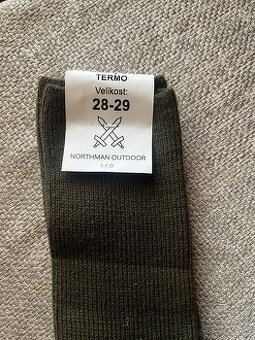 TERMO
Velikost:
28-29
NORTHMAN OUTDOOR
s.r.o.